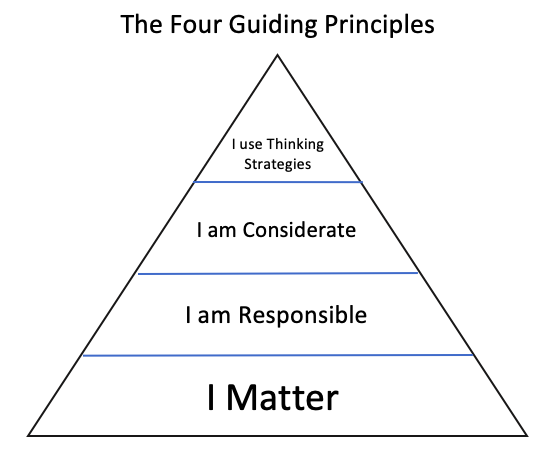 The Four Guiding Principles
I use Thinking
Strategies
I am Considerate
I am Responsible
I Matter